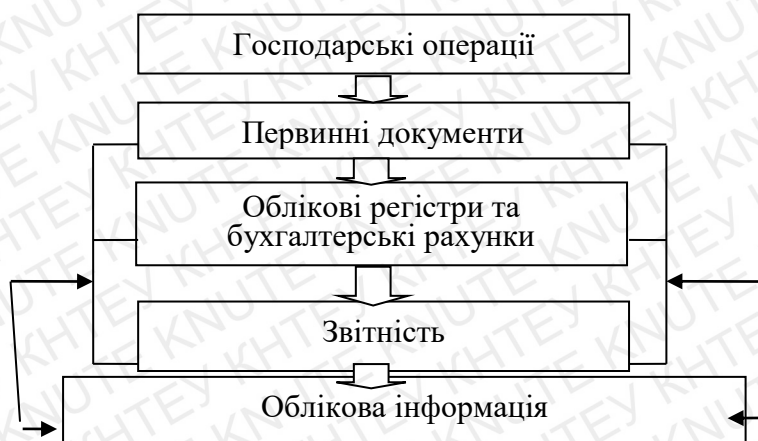 Господарські операції
Первинні документи
Облікові регістри та
бухгалтерські рахунки
Звітність
Облікова інформація